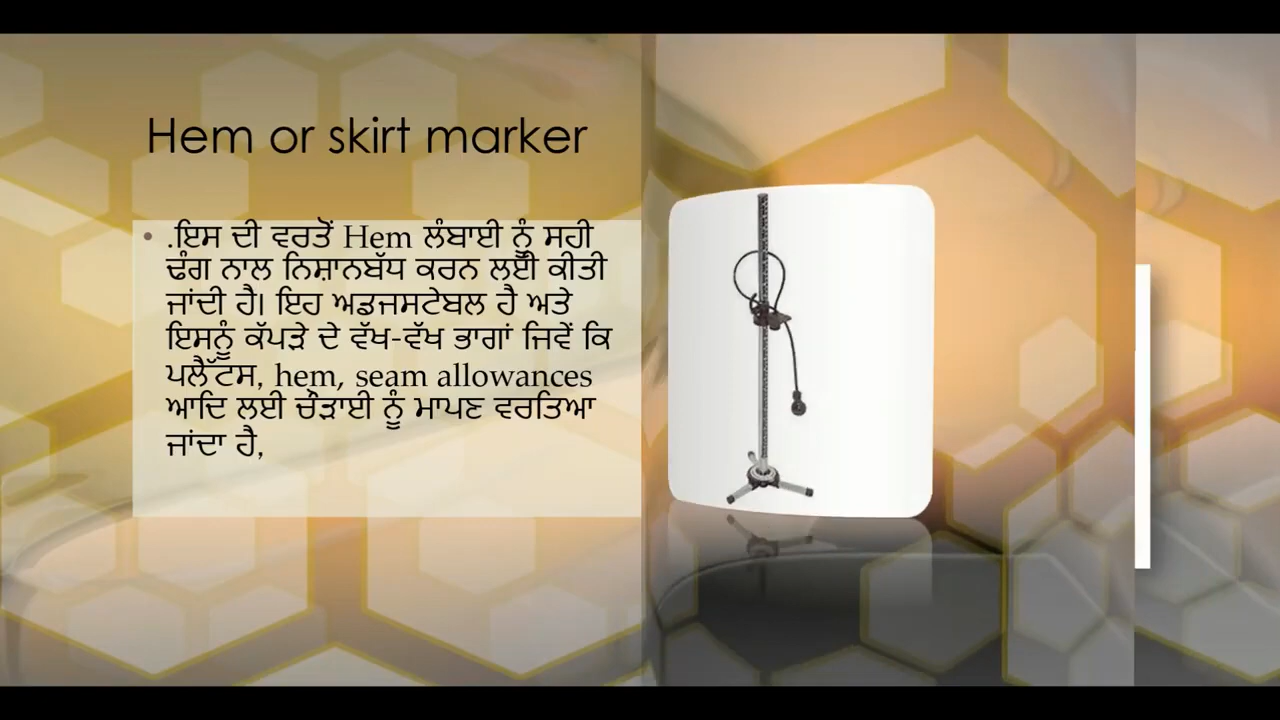 Hem or skirt marker
• .ਇਸ ਦੀ ਵਰਤੋਂ Hem ਲੰਬਾਈ ਨੂੰ ਸਹੀ
ਢੰਗ ਨਾਲ ਨਿਸ਼ਾਨਬੱਧ ਕਰਨ ਲਈ ਕੀਤੀ
ਜਾਂਦੀ ਹੈ। ਇਹ ਅਡਜਸਟੇਬਲ ਹੈ ਅਤੇ
ਇਸਨੂੰ ਕੱਪੜੇ ਦੇ ਵੱਖ-ਵੱਖ ਭਾਗਾਂ ਜਿਵੇਂ ਕਿ
ਪਲੈੱਟਸ, hem, seam allowances
ਆਦਿ ਲਈ ਚੌੜਾਈ ਨੂੰ ਮਾਪਣ ਵਰਤਿਆ
ਜਾਂਦਾ ਹੈ,